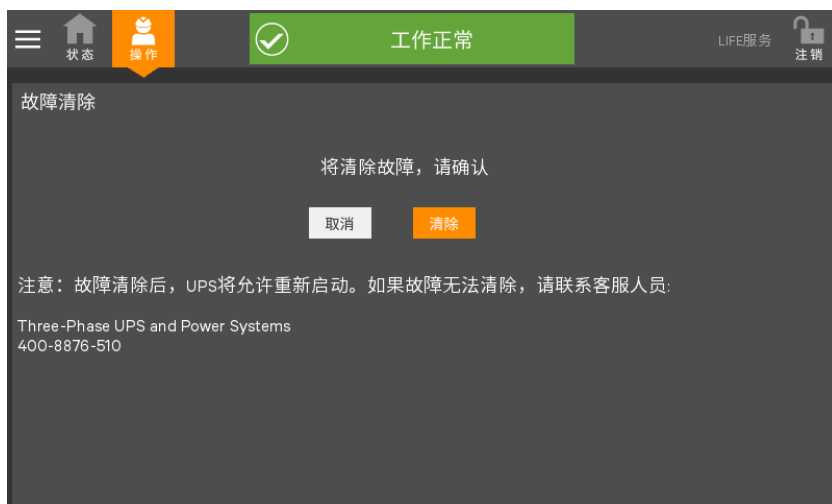 状态
操作
工作正常
LIFE服务
注销
故障清除
将清除故障，请确认
取消
清除
注意：故障清除后，UPS将允许重新启动。如果故障无法清除，请联系客服人员:
Three-Phase UPS and Power Systems
400-8876-510